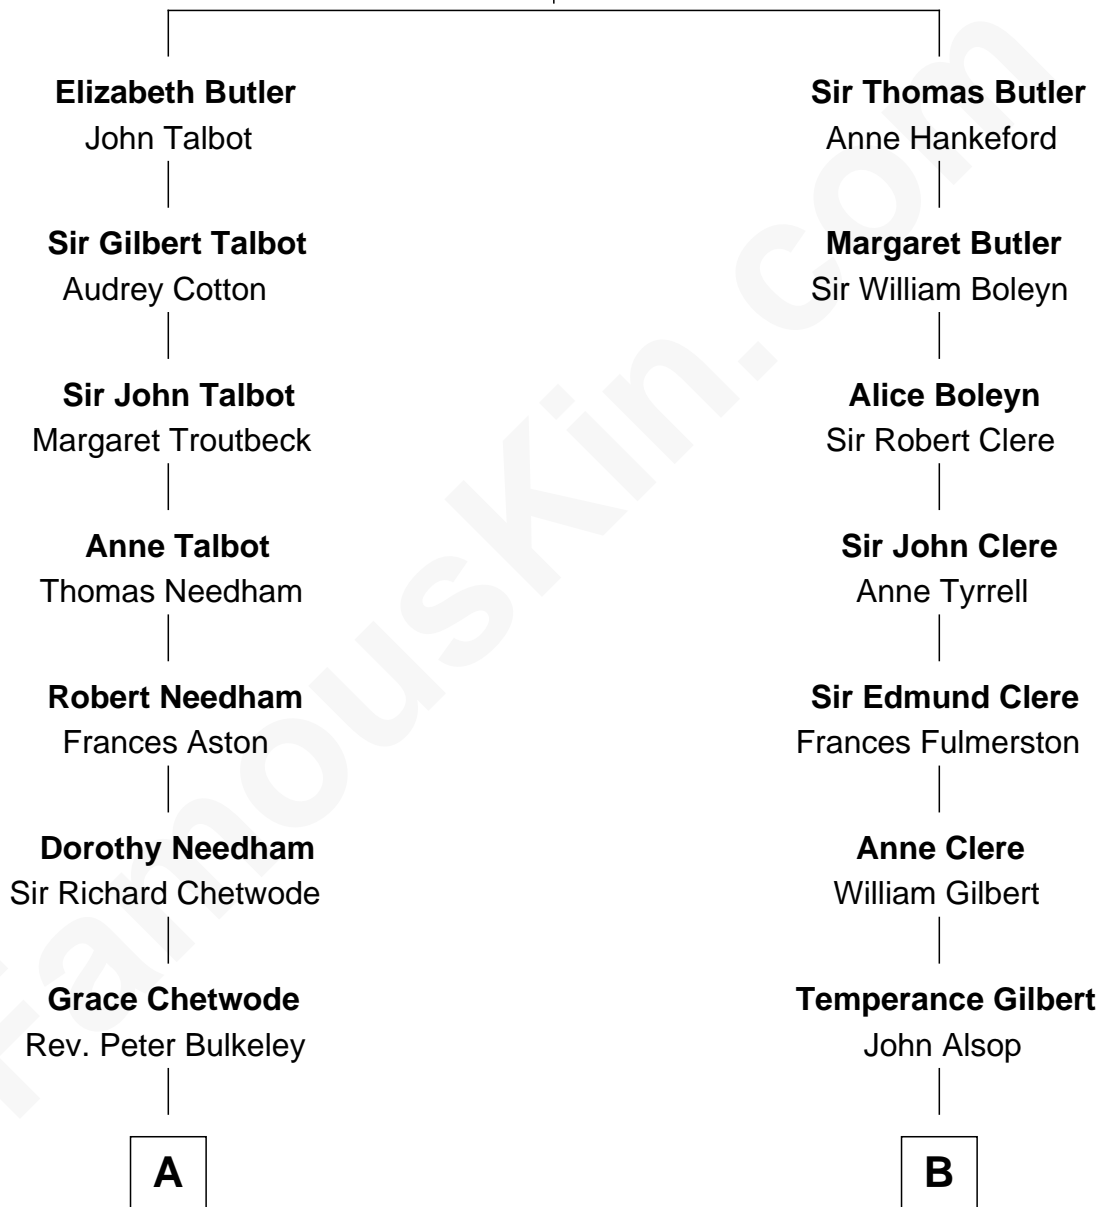 Elizabeth Butler
John Talbot
Sir Gilbert Talbot
Audrey Cotton
Sir John Talbot
Margaret Troutbeck
Anne Talbot
Thomas Needham
Robert Needham
Frances Aston
Dorothy Needham
Sir Richard Chetwode
Grace Chetwode
Rev. Peter Bulkeley
A
Sir Thomas Butler
Anne Hankeford
Margaret Butler
Sir William Boleyn
Alice Boleyn
Sir Robert Clere
Sir John Clere
Anne Tyrrell
Sir Edmund Clere
Frances Fulmerston
Anne Clere
William Gilbert
Temperance Gilbert
John Alsop
B
FamousKin.com